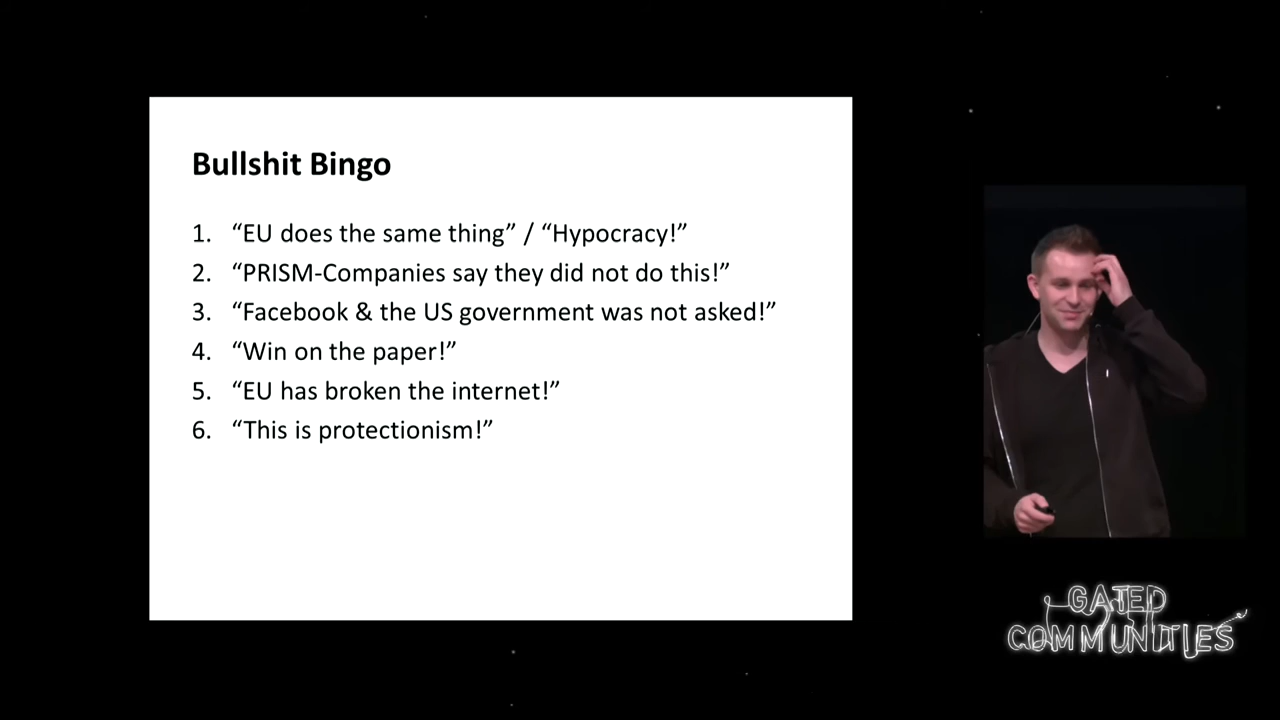 Bullshit Bingo
1. “EU does the same thing” / “Hypocracy!”
2. “PRISM-Companies say they did not do this!”
3. “Facebook & the US government was not asked!”
4. “Win on the paper!”
5. “EU has broken the internet!”
6. “This is protectionism!”
GATED
COMMUNITIES